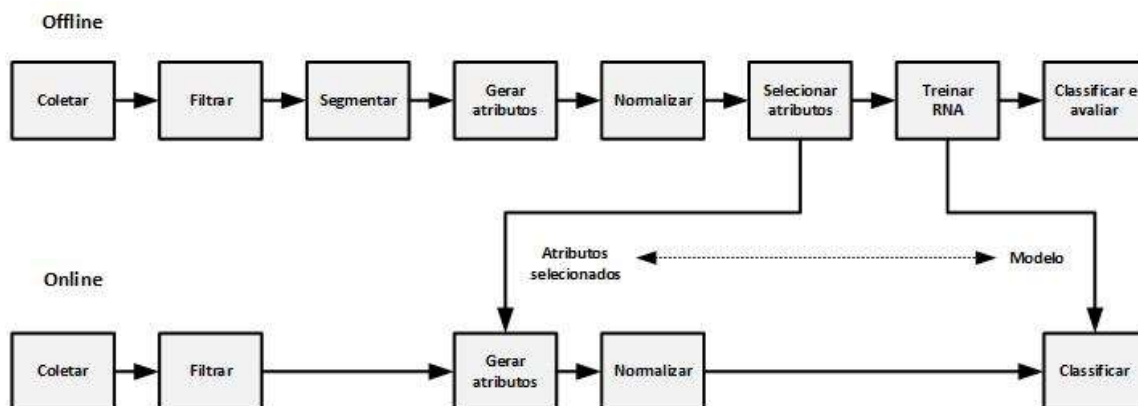 Offline
Coletar
Filtrar
Segmentar
Gerar
atributos
Normalizar
Selecionar
atributos
Treinar
RNA
Classificar e
avaliar
Atributos
selecionados
Modelo
Online
Coletar
Filtrar
Gerar
atributos
Normalizar
Classificar